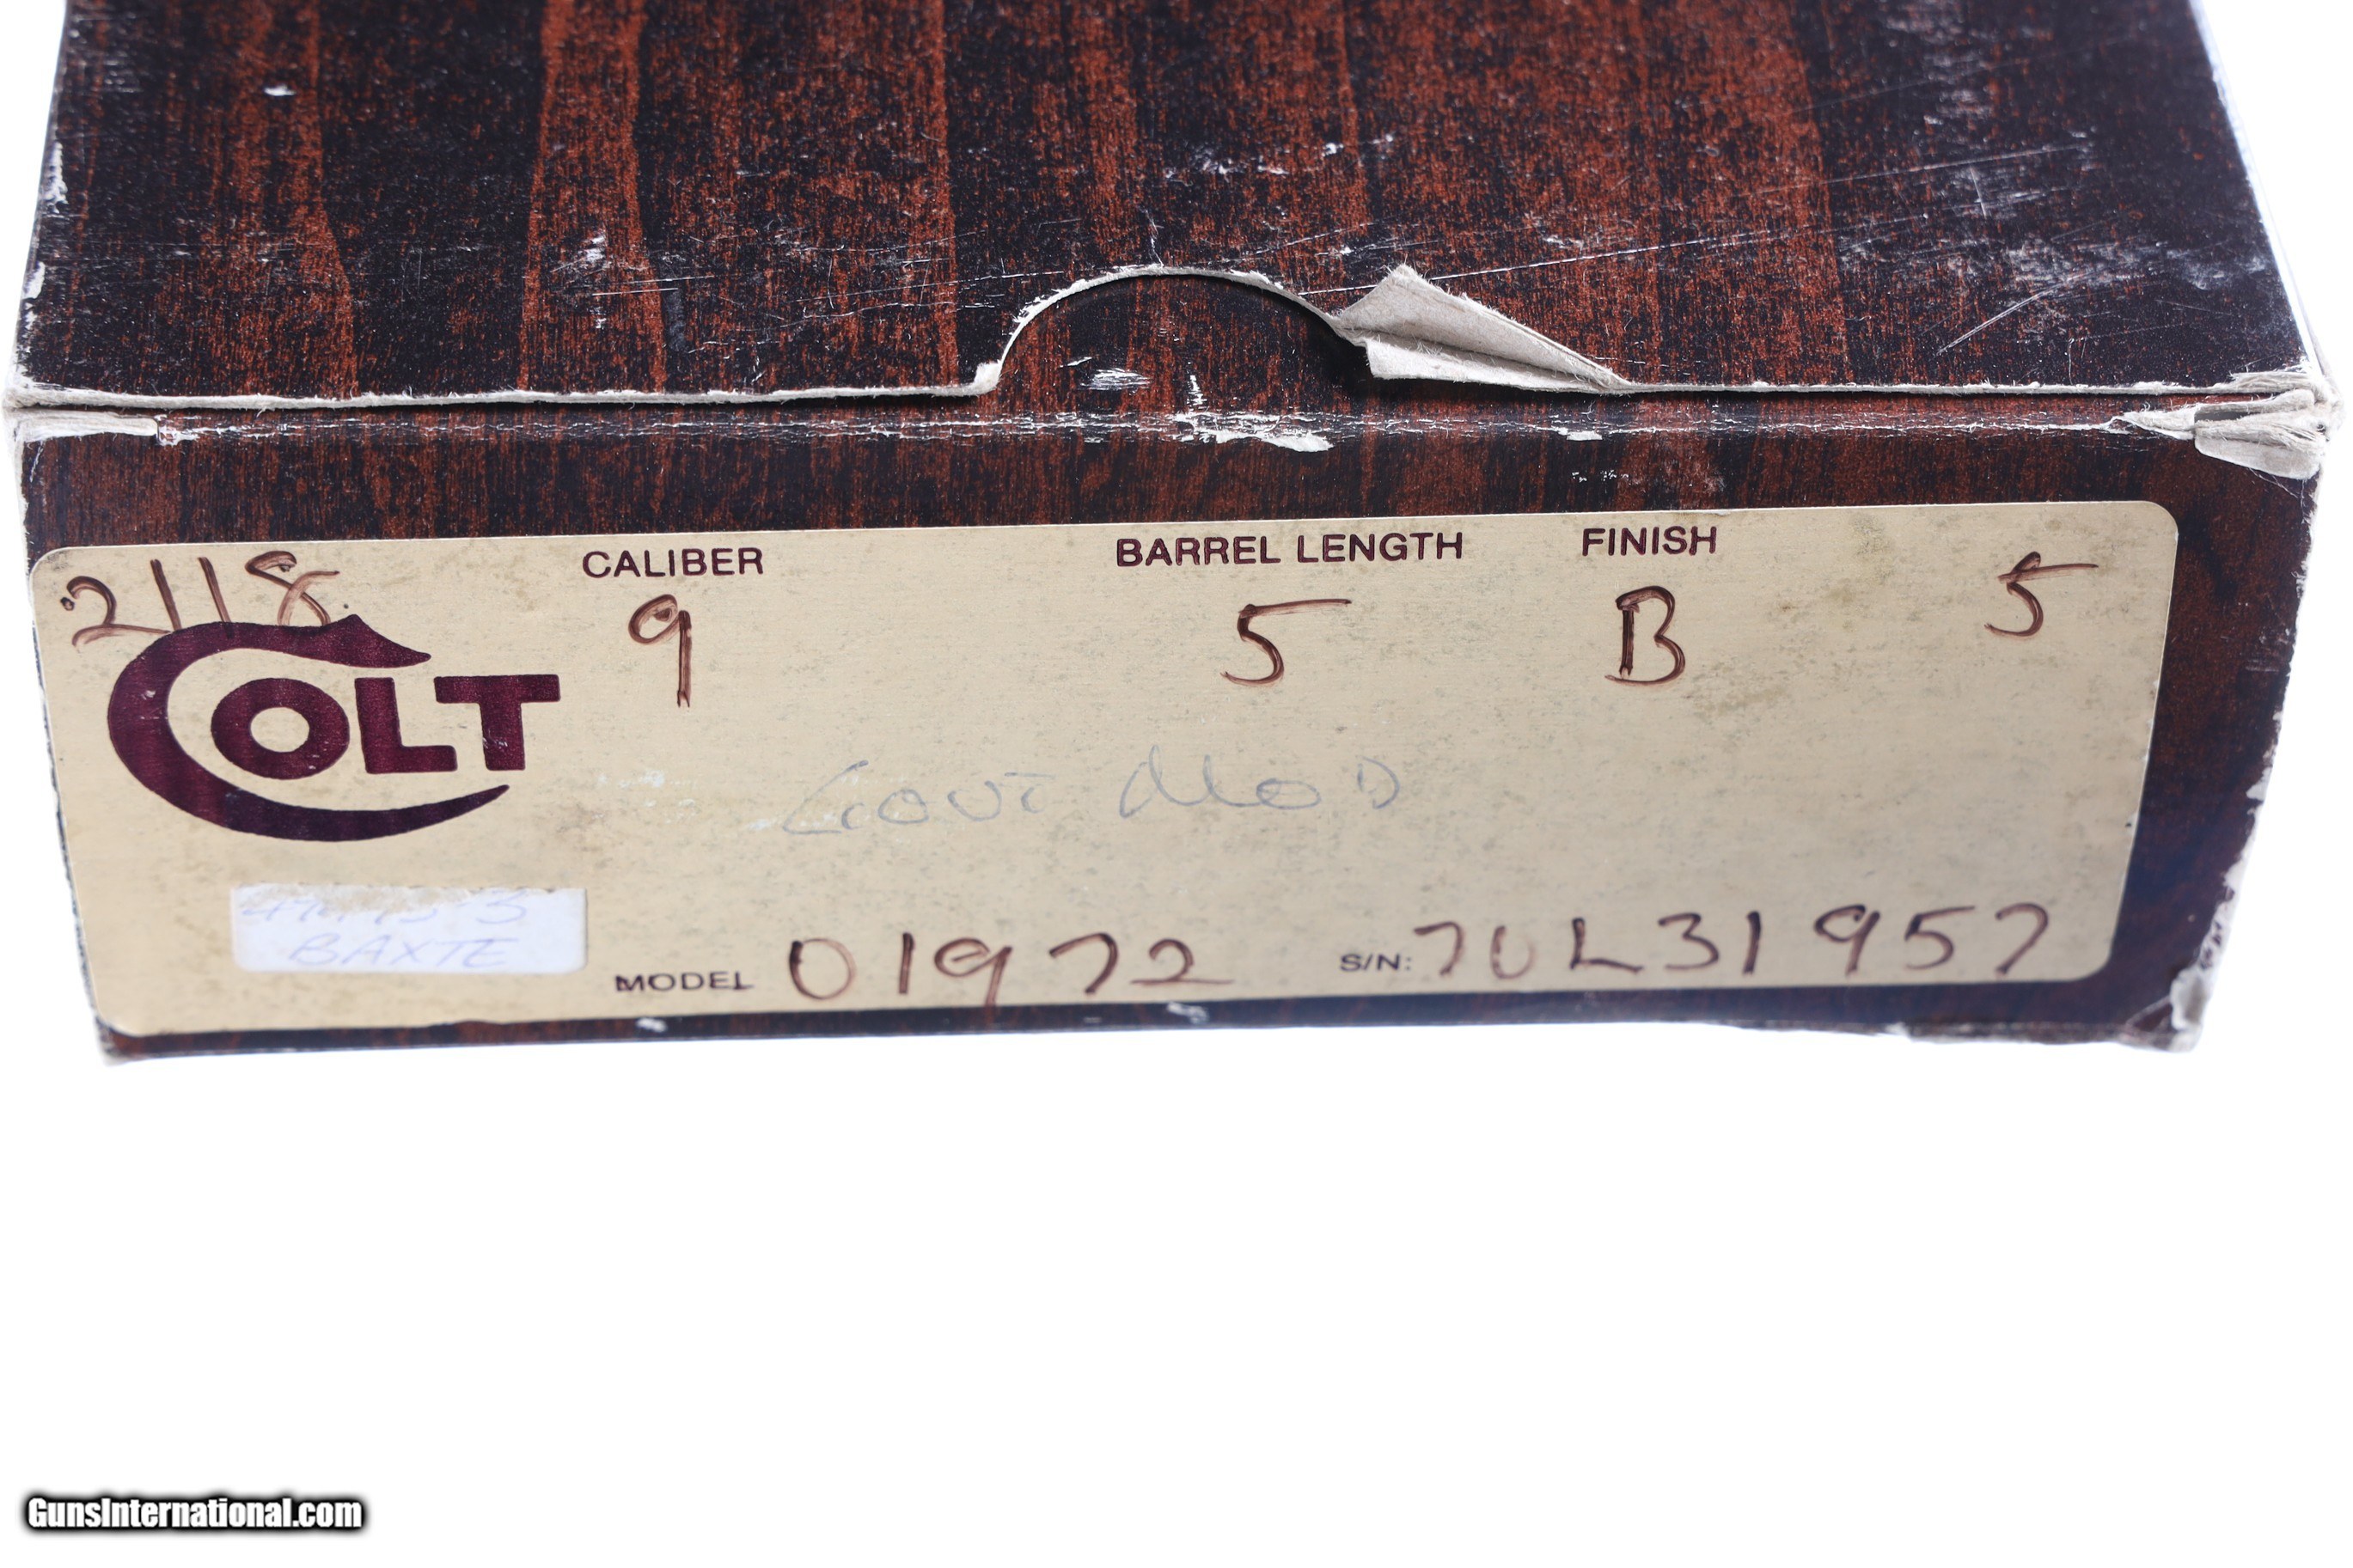 2118
CALIBER BARREL LENGTH FINISH
9 5 B 5
COLT
GOVT MOD
BAXTE
MODEL 01972 S/N: 70L31957
GunsInternational.com